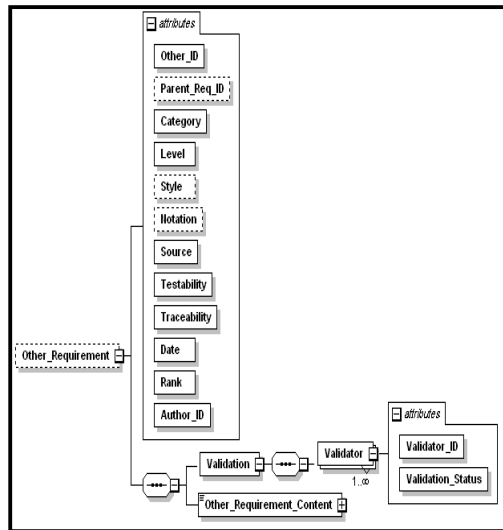 attributes
Other_ID
Parent_Req_ID
Category
Level
Style
Notation
Source
Testability
Traceability
Date
Rank
Author_ID
Other_Requirement
Validation
Validator
1..∞
attributes
Validator_ID
Validation_Status
Other_Requirement_Content